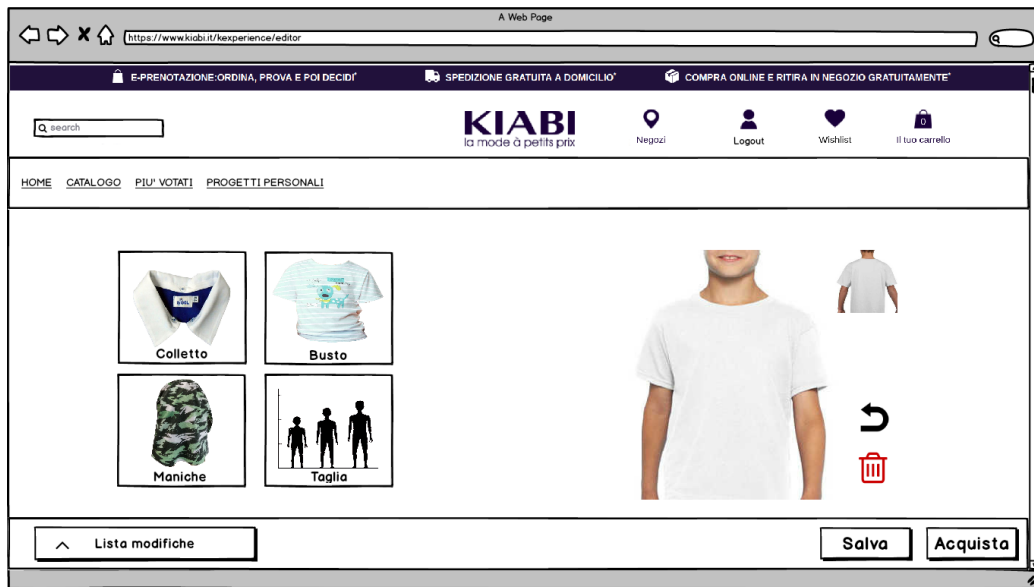 A Web Page
https://www.kiabi.it/kexperience/editor
E-PRENOTAZIONE:ORDINA, PROVA E POI DECIDI*
SPEDIZIONE GRATUITA A DOMICILIO*
COMPRA ONLINE E RITIRA IN NEGOZIO GRATUITAMENTE*
search
KIABI
la mode à petits prix
Negozi
Logout
Wishlist
0
Il tuo carrello
HOME CATALOGO PIU' VOTATI PROGETTI PERSONALI
Colletto
Busto
Maniche
Taglia
Lista modifiche
Salva
Acquista